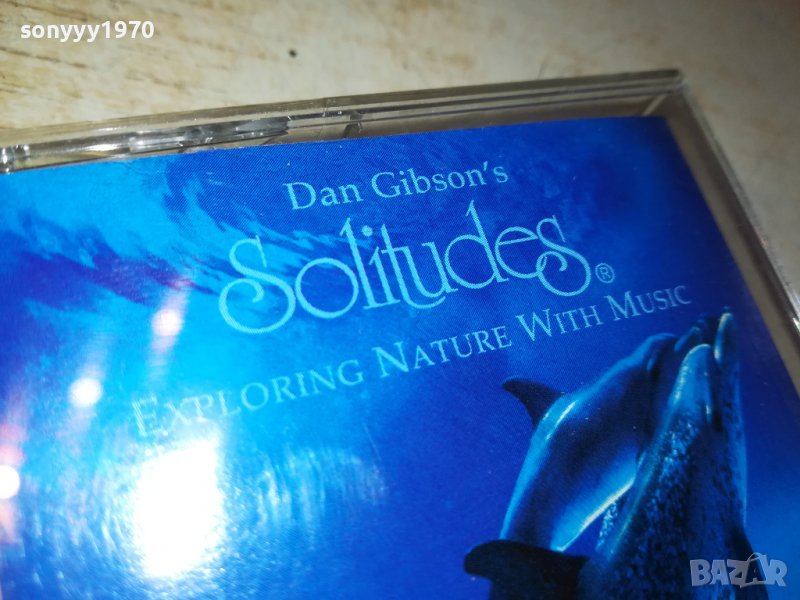 sonyyy1970
Dan Gibson's
Solitudes®
EXPLORING NATURE WITH MUSIC
BAZAR